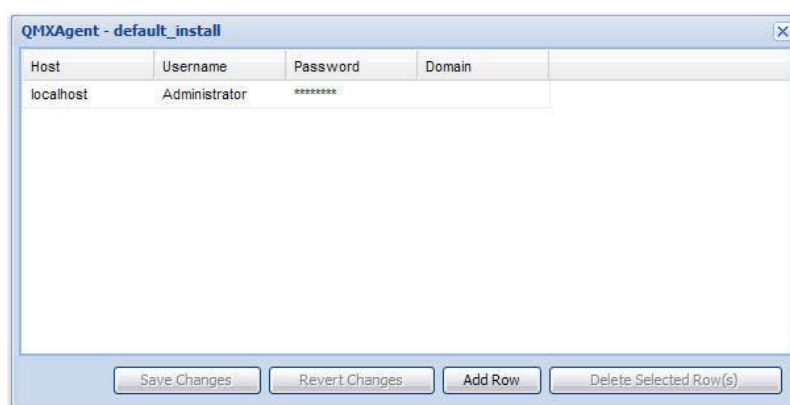 QMXAgent - default_install
Host Username Password Domain
localhost Administrator ********
Save Changes Revert Changes Add Row Delete Selected Row(s)